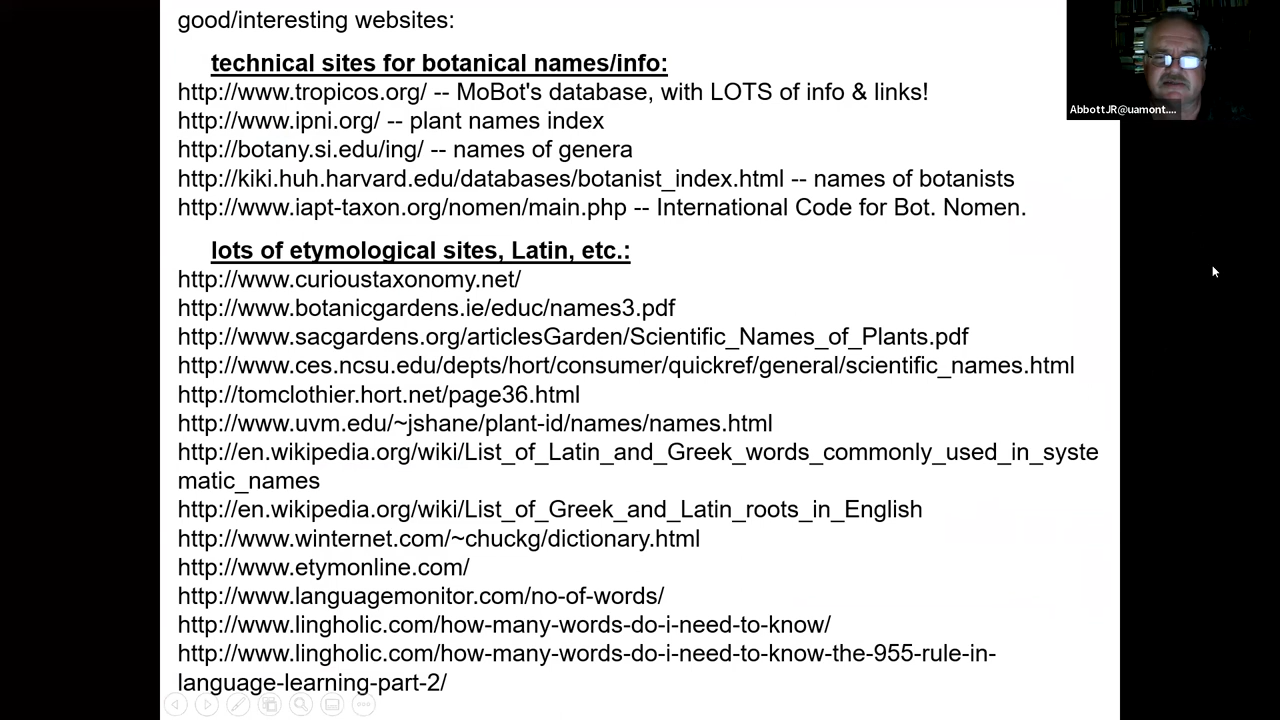 good/interesting websites:
technical sites for botanical names/info:
http://www.tropicos.org/ -- MoBot's database, with LOTS of info & links!
http://www.ipni.org/ -- plant names index
http://botany.si.edu/ing/ -- names of genera
http://kiki.huh.harvard.edu/databases/botanist_index.html -- names of botanists
http://www.iapt-taxon.org/nomen/main.php -- International Code for Bot. Nomen.
lots of etymological sites, Latin, etc.:
http://www.curioustaxonomy.net/
http://www.botanicgardens.ie/educ/names3.pdf
http://www.sacgardens.org/articlesGarden/Scientific_Names_of_Plants.pdf
http://www.ces.ncsu.edu/depts/hort/consumer/quickref/general/scientific_names.html
http://tomclothier.hort.net/page36.html
http://www.uvm.edu/~jshane/plant-id/names/names.html
http://en.wikipedia.org/wiki/List_of_Latin_and_Greek_words_commonly_used_in_syste
matic_names
http://en.wikipedia.org/wiki/List_of_Greek_and_Latin_roots_in_English
http://www.winternet.com/~chuckg/dictionary.html
http://www.etymonline.com/
http://www.languagemonitor.com/no-of-words/
http://www.lingholic.com/how-many-words-do-i-need-to-know/
http://www.lingholic.com/how-many-words-do-i-need-to-know-the-955-rule-in-
language-learning-part-2/
AbbottJR@uamont....